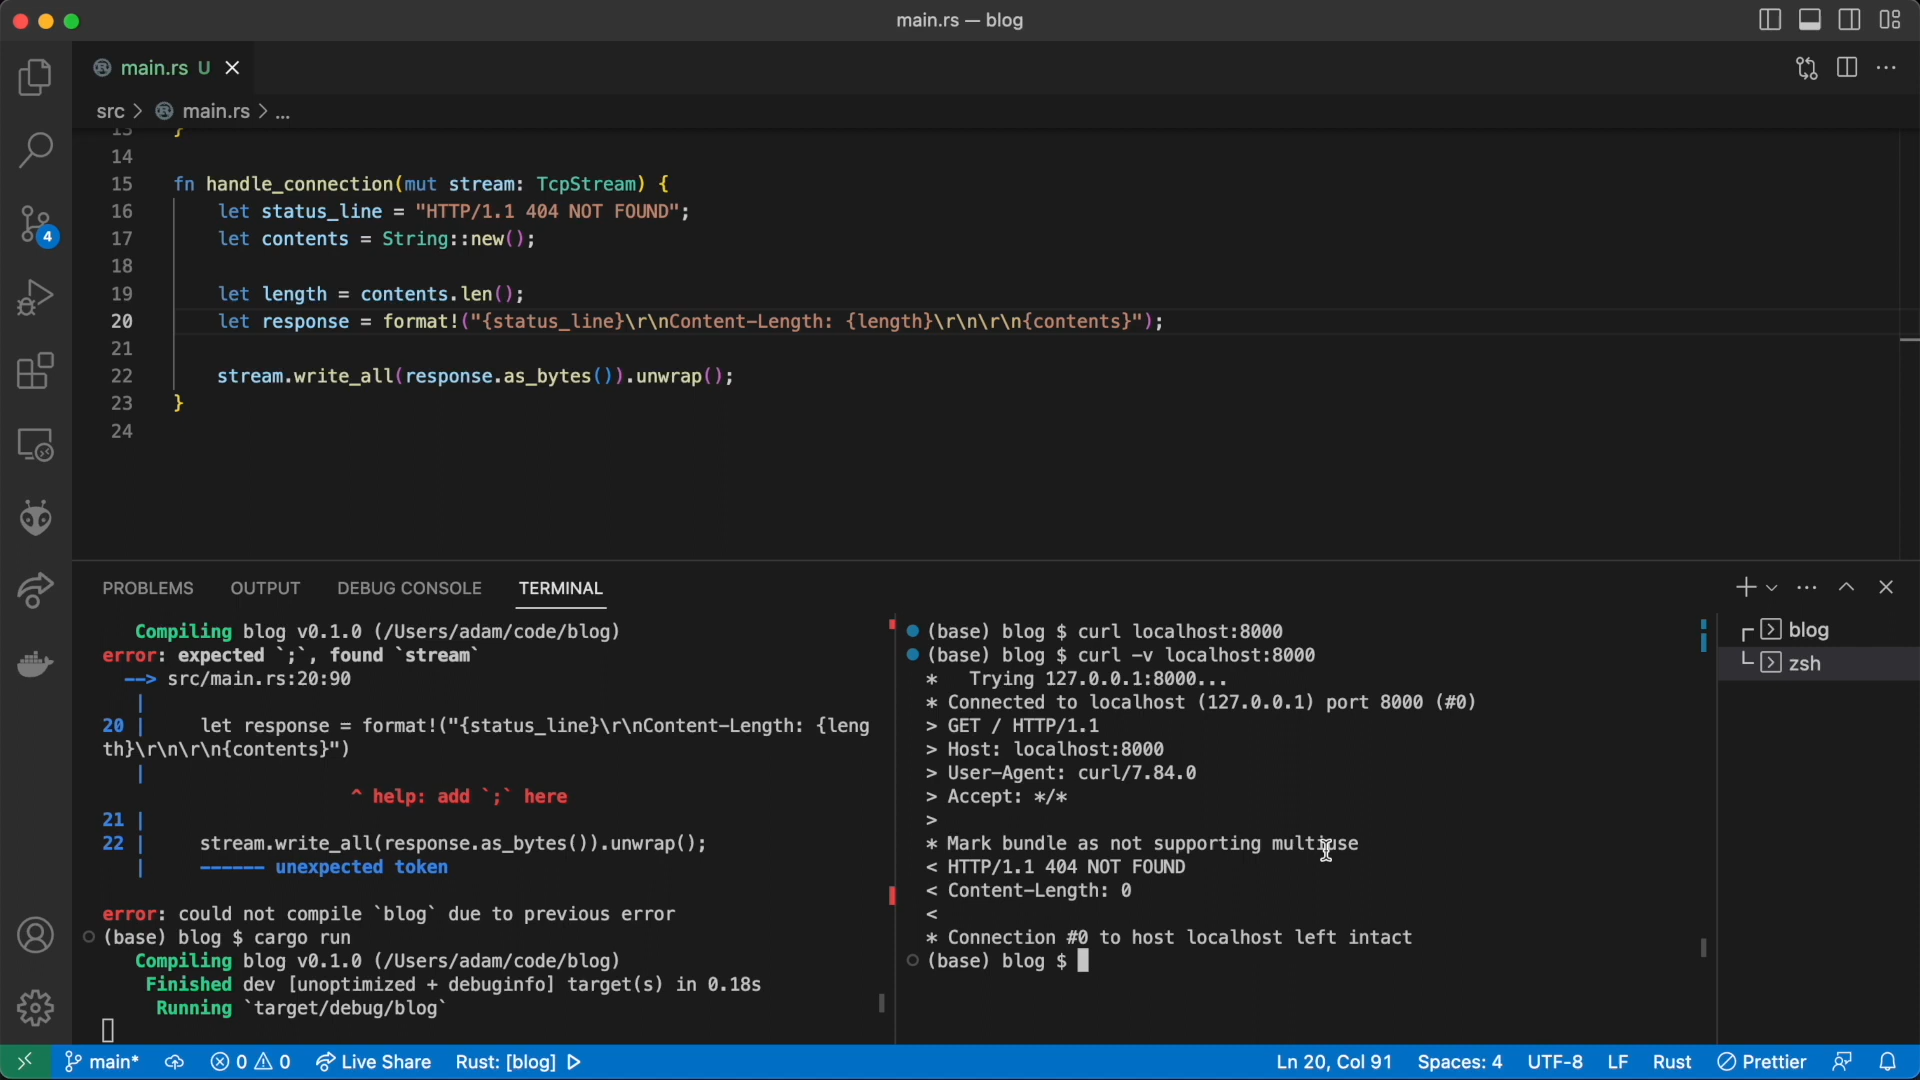 main.rs — blog
main.rs U
src > main.rs > ...
13 }
14
15 fn handle_connection(mut stream: TcpStream) {
16 let status_line = "HTTP/1.1 404 NOT FOUND";
17 let contents = String::new();
18
19 let length = contents.len();
20 let response = format!("{status_line}\r\nContent-Length: {length}\r\n\r\n{contents}");
21
22 stream.write_all(response.as_bytes()).unwrap();
23 }
24
4
PROBLEMS OUTPUT DEBUG CONSOLE TERMINAL
Compiling blog v0.1.0 (/Users/adam/code/blog)
error: expected `;`, found `stream`
--> src/main.rs:20:90
|
20 | let response = format!("{status_line}\r\nContent-Length: {leng
th}\r\n\r\n{contents}")
|
^ help: add `;` here
21 |
22 | stream.write_all(response.as_bytes()).unwrap();
| ------ unexpected token
error: could not compile `blog` due to previous error
(base) blog $ cargo run
Compiling blog v0.1.0 (/Users/adam/code/blog)
Finished dev [unoptimized + debuginfo] target(s) in 0.18s
Running `target/debug/blog`
(base) blog $ curl localhost:8000
(base) blog $ curl -v localhost:8000
* Trying 127.0.0.1:8000...
* Connected to localhost (127.0.0.1) port 8000 (#0)
> GET / HTTP/1.1
> Host: localhost:8000
> User-Agent: curl/7.84.0
> Accept: */*
>
* Mark bundle as not supporting multiuse
< HTTP/1.1 404 NOT FOUND
< Content-Length: 0
<
* Connection #0 to host localhost left intact
(base) blog $
blog
zsh
main* 0 0 Live Share Rust: [blog] Ln 20, Col 91 Spaces: 4 UTF-8 LF Rust Prettier